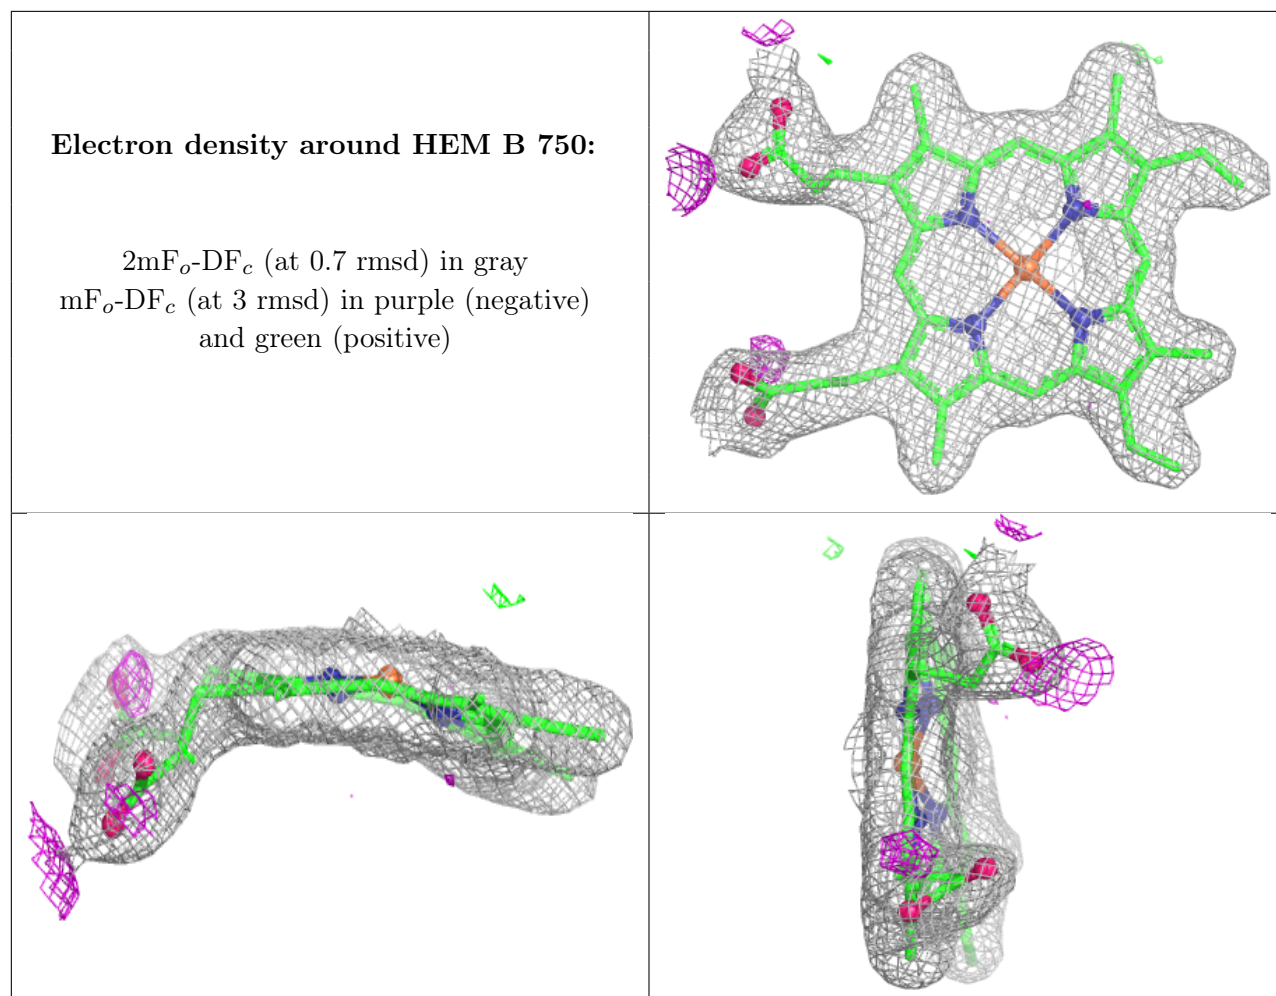 Electron density around HEM B 750:
2mFo-DFc (at 0.7 rmsd) in gray
mFo-DFc (at 3 rmsd) in purple (negative)
and green (positive)